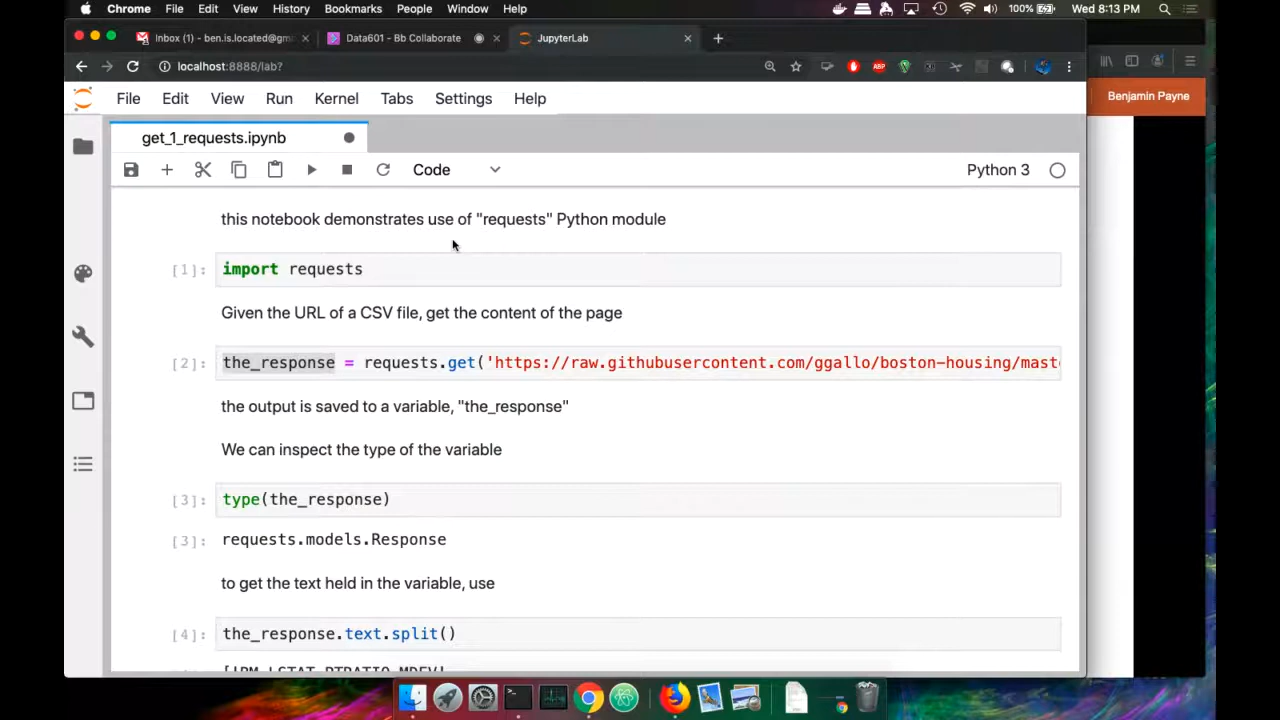 Chrome File Edit View History Bookmarks People Window Help 100% Wed 8:13 PM
Inbox (1) - ben.is.located@gm
Data601 - Bb Collaborate
JupyterLab
localhost:8888/lab?
ABP
Benjamin Payne
File Edit View Run Kernel Tabs Settings Help
get_1_requests.ipynb
Code
Python 3
this notebook demonstrates use of "requests" Python module
[1]: import requests
Given the URL of a CSV file, get the content of the page
[2]: the_response = requests.get('https://raw.githubusercontent.com/ggallo/boston-housing/mast
the output is saved to a variable, "the_response"
We can inspect the type of the variable
[3]: type(the_response)
[3]: requests.models.Response
to get the text held in the variable, use
[4]: the_response.text.split()
['RM,LSTAT,PTRATIO,MDEV',